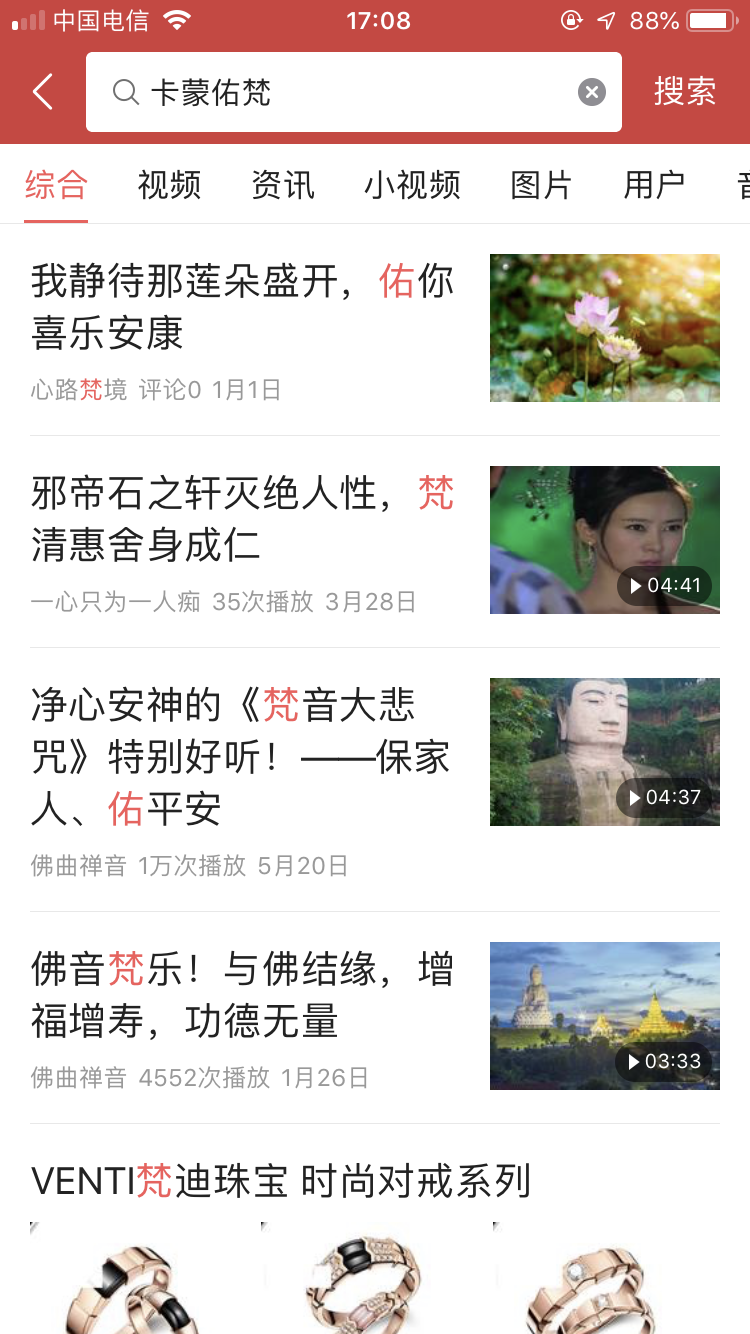 中国电信
17:08
88%
卡蒙佑梵
搜索
综合 视频 资讯 小视频 图片 用户
我静待那莲朵盛开，佑你
喜乐安康
心路梵境 评论0 1月1日
邪帝石之轩灭绝人性，梵
清惠舍身成仁
一心只为一人痴 35次播放 3月28日
04:41
净心安神的《梵音大悲
咒》特别好听！——保家
人、佑平安
佛曲禅音 1万次播放 5月20日
04:37
佛音梵乐！与佛结缘，增
福增寿，功德无量
佛曲禅音 4552次播放 1月26日
03:33
VENTI梵迪珠宝 时尚对戒系列